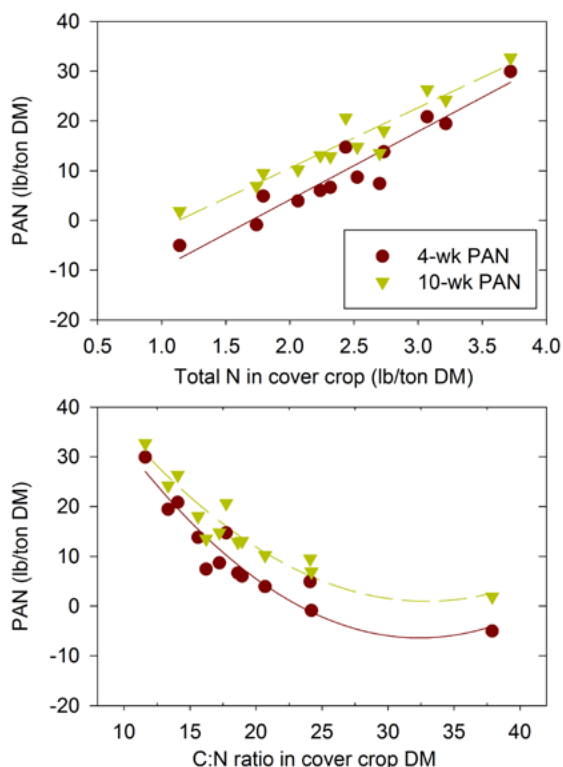 PAN (lb/ton DM)
40
30
20
10
0
-10
-20
4-wk PAN
10-wk PAN
0.5 1.0 1.5 2.0 2.5 3.0 3.5 4.0
Total N in cover crop (lb/ton DM)
PAN (lb/ton DM)
40
30
20
10
0
-10
-20
10 15 20 25 30 35 40
C:N ratio in cover crop DM